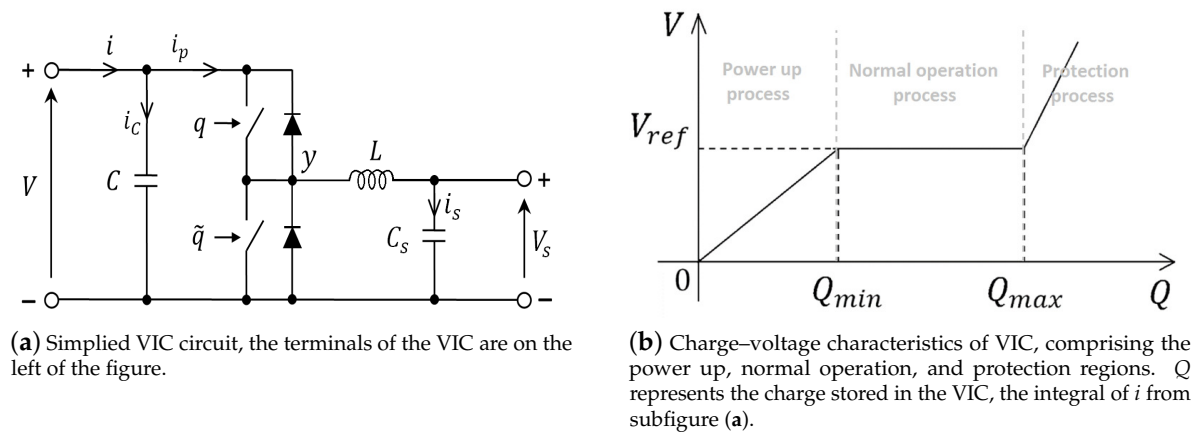 i
i_p
+
i_C
q
y
L
+
V
C
q̃
i_s
C_s
V_s
−
−
(a) Simplied VIC circuit, the terminals of the VIC are on the
left of the figure.
V
Power up
process
Normal operation
process
Protection
process
V_ref
0
Q_min
Q_max
Q
(b) Charge–voltage characteristics of VIC, comprising the
power up, normal operation, and protection regions. Q
represents the charge stored in the VIC, the integral of i from
subfigure (a).